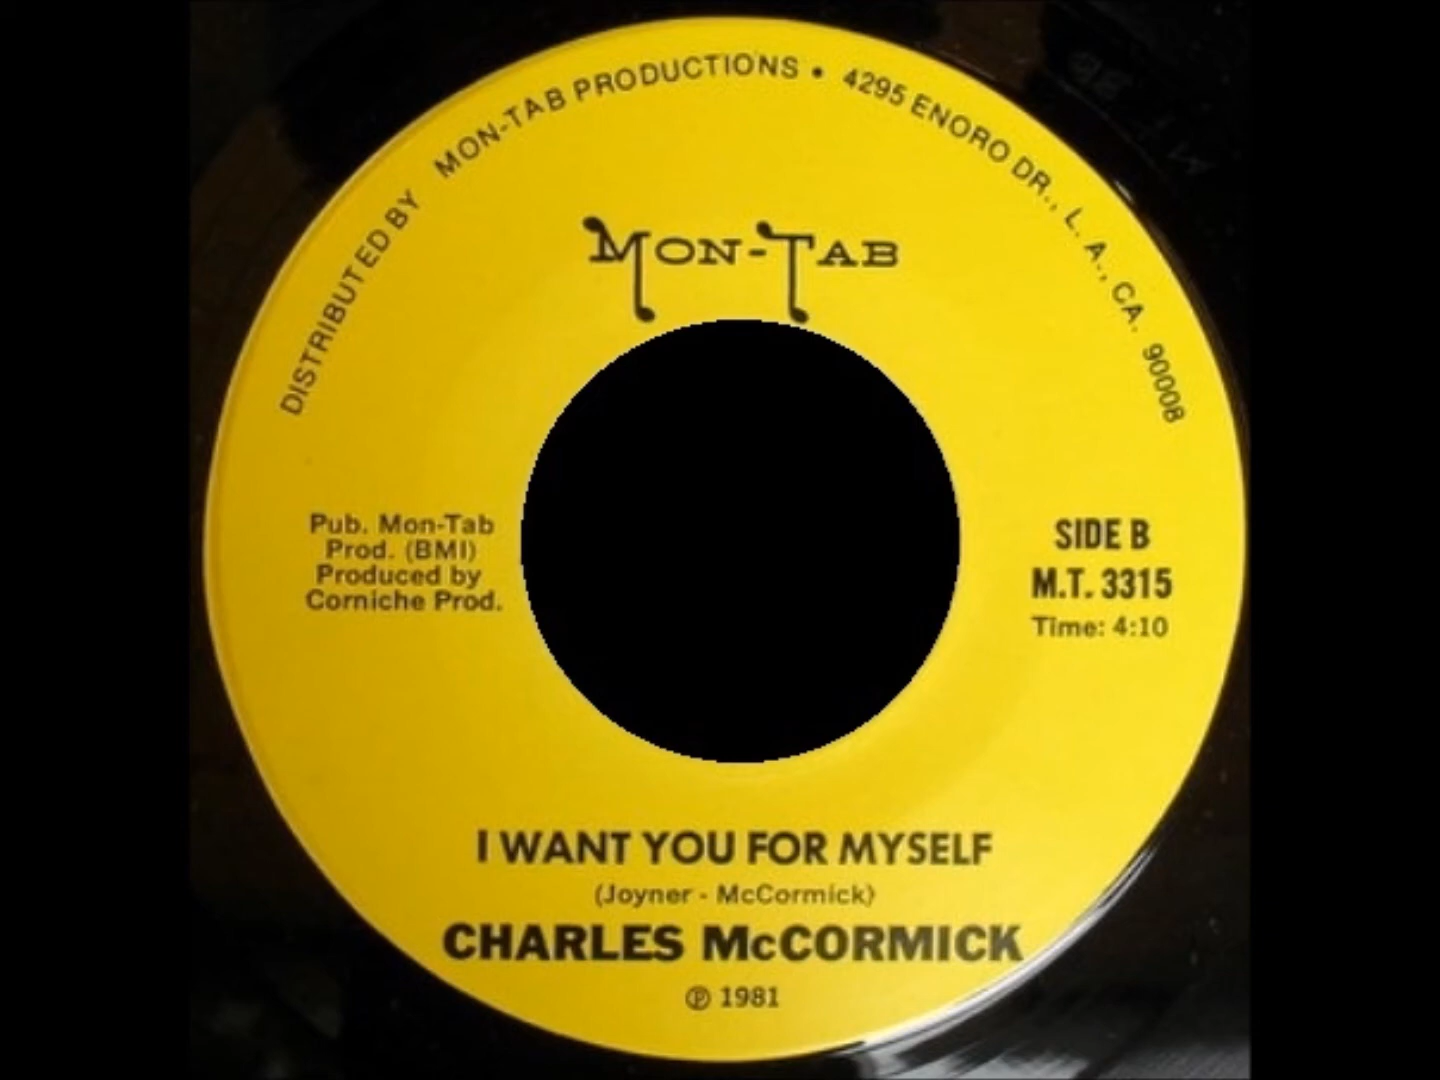 DISTRIBUTED BY MON-TAB PRODUCTIONS • 4295 ENORO DR., L. A., CA. 90008
MON-TAB
Pub. Mon-Tab
Prod. (BMI)
Produced by
Corniche Prod.
SIDE B
M.T. 3315
Time: 4:10
I WANT YOU FOR MYSELF
(Joyner - McCormick)
CHARLES McCORMICK
℗ 1981